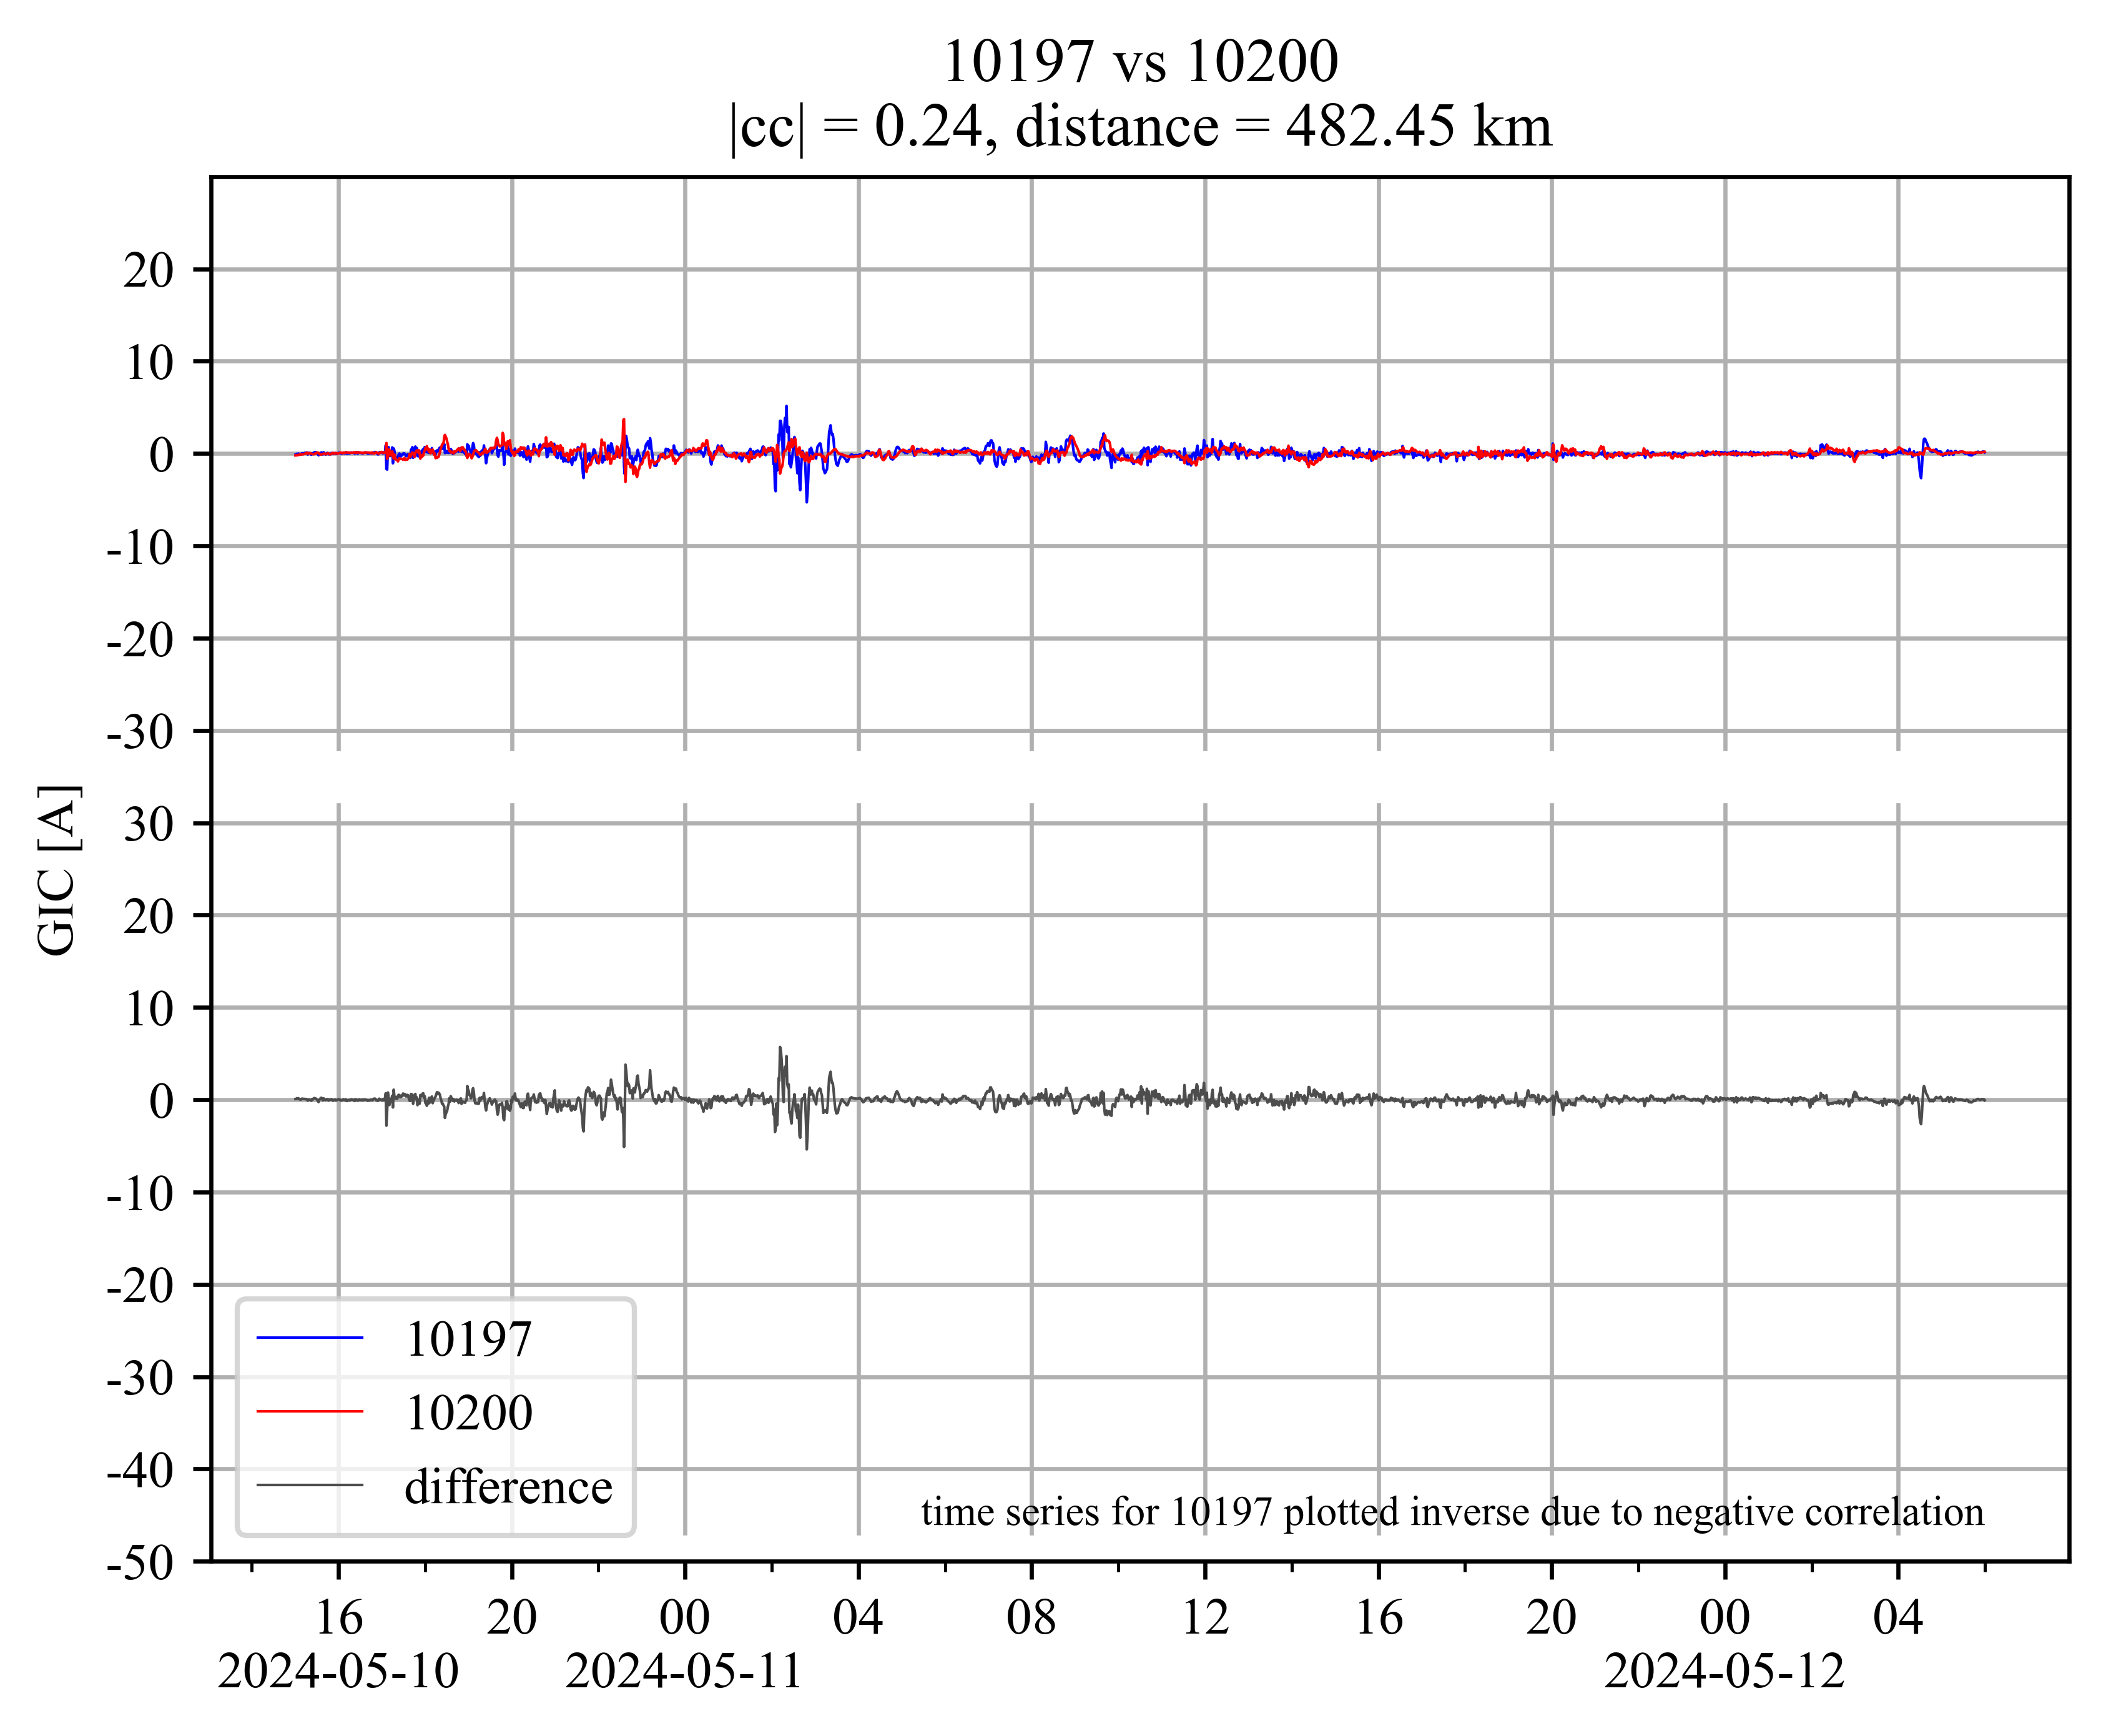 10197 vs 10200
|cc| = 0.24, distance = 482.45 km
20
10
0
-10
-20
-30
30
20
10
0
-10
-20
-30
-40
-50
GIC [A]
10197
10200
difference
time series for 10197 plotted inverse due to negative correlation
16 20 00 04 08 12 16 20 00 04
2024-05-10 2024-05-11 2024-05-12